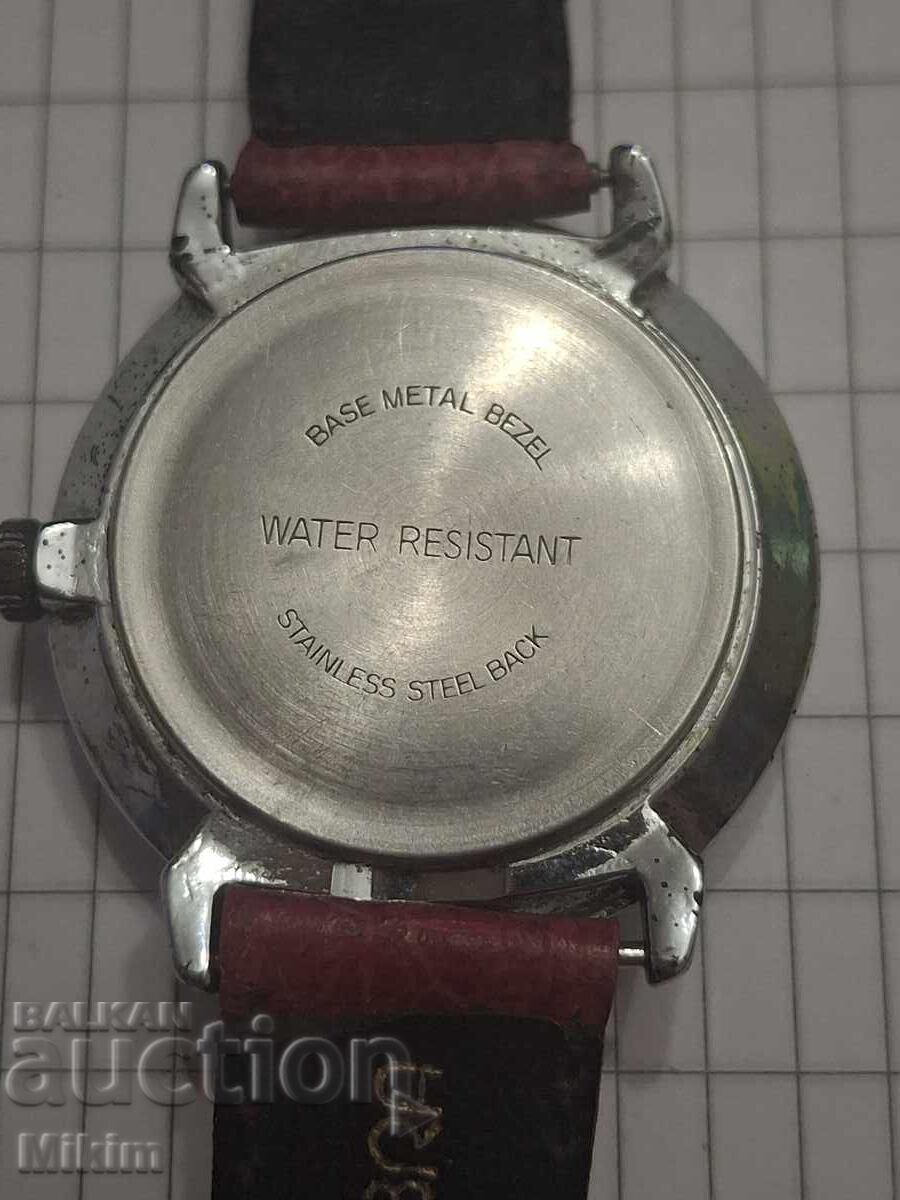 BASE METAL BEZEL
WATER RESISTANT
STAINLESS STEEL BACK
BALKAN
auction
Mikim